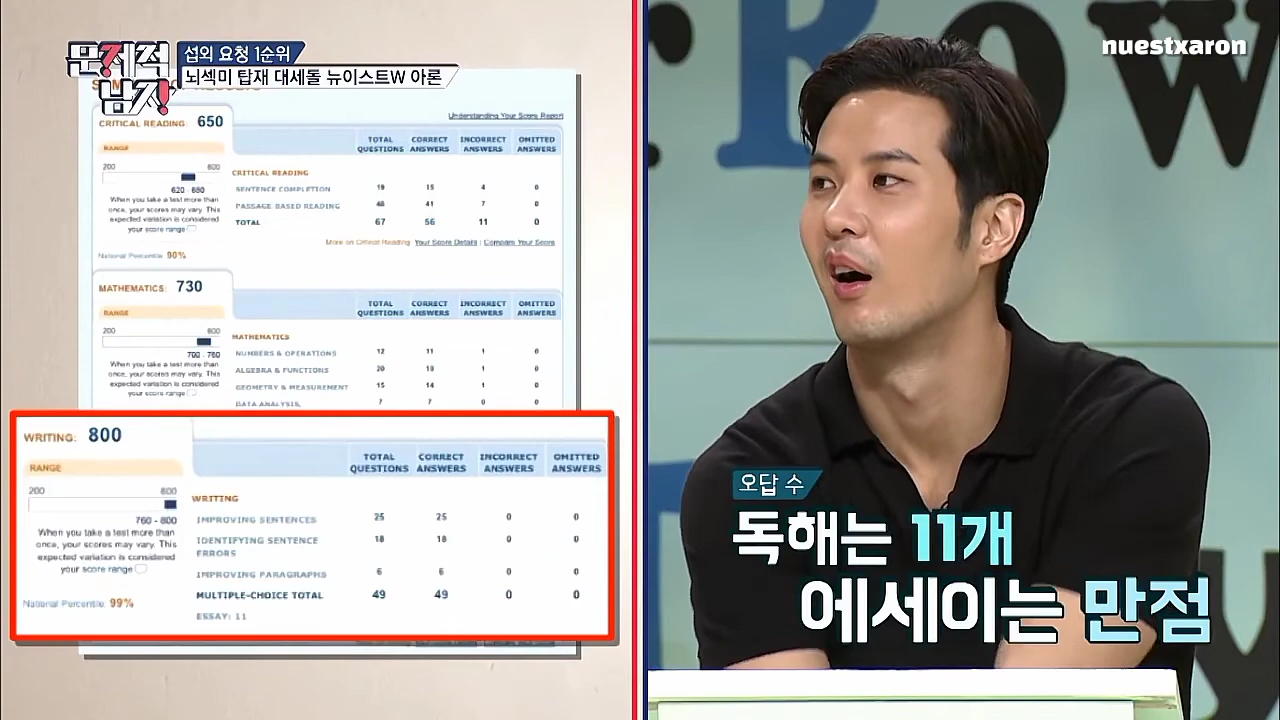 문제적
남자
섭외 요청 1순위
뇌섹미 탑재 대세돌 뉴이스트W 아론
nuestxaron
CRITICAL READING: 650
Understanding Your Score Report
RANGE
TOTAL QUESTIONS CORRECT ANSWERS INCORRECT ANSWERS OMITTED ANSWERS
200 800
620 - 680
When you take a test more than
once, your scores may vary. This
expected variation is considered
your score range
National Percentile: 90%
CRITICAL READING
SENTENCE COMPLETION 19 15 4 0
PASSAGE BASED READING 48 41 7 0
TOTAL 67 56 11 0
More on Critical Reading Your Score Details | Compare Your Score
MATHEMATICS: 730
RANGE
TOTAL QUESTIONS CORRECT ANSWERS INCORRECT ANSWERS OMITTED ANSWERS
200 800
700 - 760
When you take a test more than
once, your scores may vary. This
expected variation is considered
your score range
MATHEMATICS
NUMBERS & OPERATIONS 12 11 1 0
ALGEBRA & FUNCTIONS 20 1 0
GEOMETRY & MEASUREMENT 15 14 1 0
DATA ANALYSIS, 7 7 0 0
WRITING: 800
RANGE
TOTAL QUESTIONS CORRECT ANSWERS INCORRECT ANSWERS OMITTED ANSWERS
200 800
760 - 800
When you take a test more than
once, your scores may vary. This
expected variation is considered
your score range
National Percentile: 99%
WRITING
IMPROVING SENTENCES 25 25 0 0
IDENTIFYING SENTENCE
ERRORS 18 18 0 0
IMPROVING PARAGRAPHS 6 6 0 0
MULTIPLE-CHOICE TOTAL 49 49 0 0
ESSAY: 11
오답 수
독해는 11개
에세이는 만점